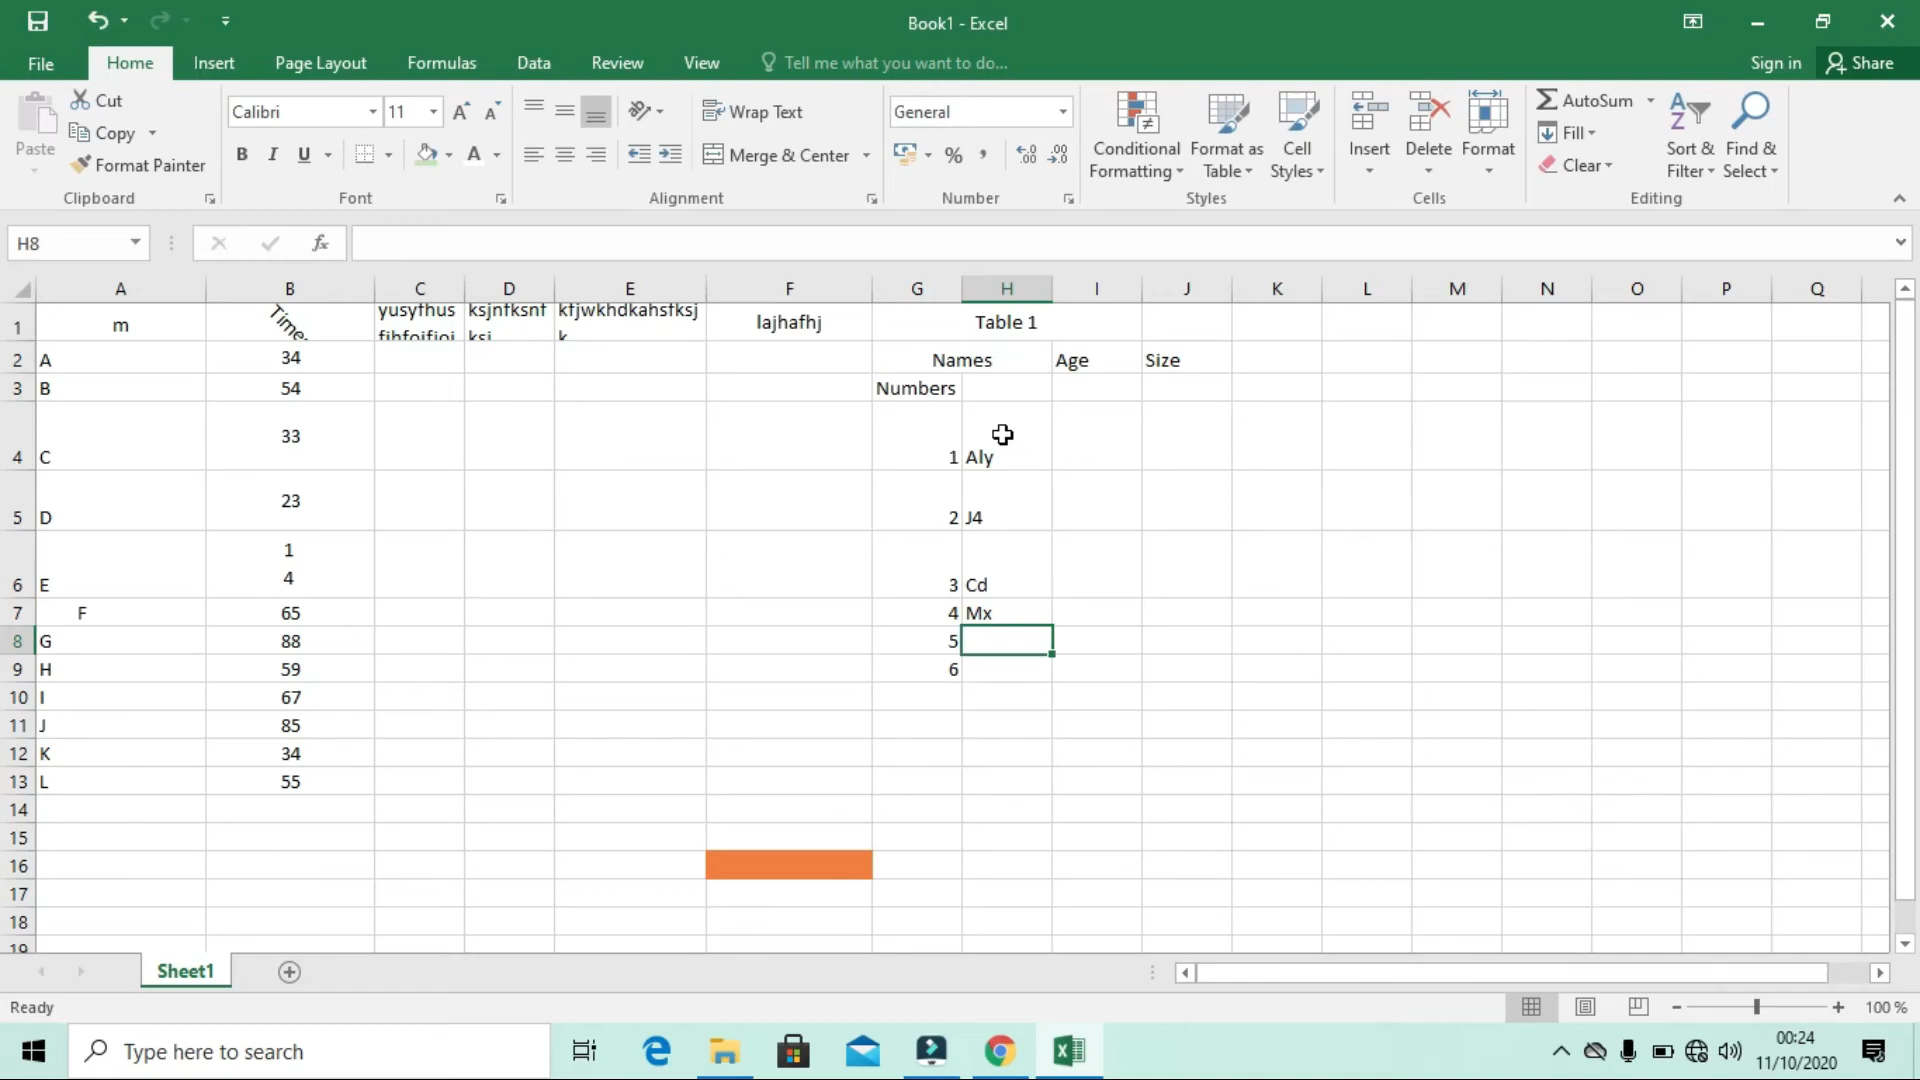 Book1 - Excel
File Home Insert Page Layout Formulas Data Review View Tell me what you want to do... Sign in Share
Cut
Copy
Format Painter
Paste
Clipboard
Calibri 11
B I U A
Font
Wrap Text
Merge & Center
Alignment
General
%
Number
Conditional Formatting
Format as Table
Cell Styles
Styles
Insert Delete Format
Cells
AutoSum
Fill
Clear
Sort & Filter
Find & Select
Editing
H8 fx
A B C D E F G H I J K L M N O P Q
1 m Time yusyfhus ksjnfksnf kfjwkhdkahsfksj lajhafhj Table 1
fihfoifjoi ksj k
2 A 34 Names Age Size
3 B 54 Numbers
4 C 33 1 Aly
5 D 23 2 J4
6 E 1 4 3 Cd
7 F 65 4 Mx
8 G 88 5
9 H 59 6
10 I 67
11 J 85
12 K 34
13 L 55
14
15
16
17
18
19
Sheet1
Ready 100 %
Type here to search
00:24
11/10/2020